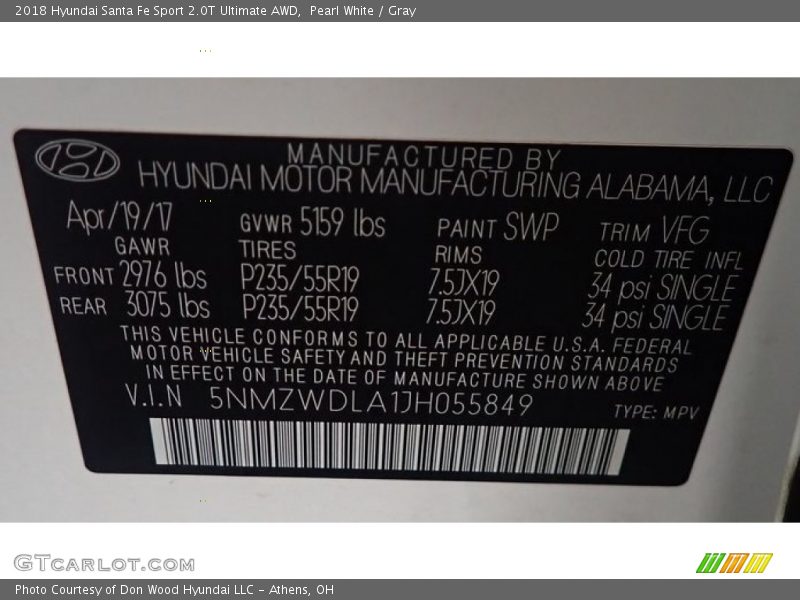 2018 Hyundai Santa Fe Sport 2.0T Ultimate AWD,  Pearl White / Gray
MANUFACTURED BY
HYUNDAI MOTOR MANUFACTURING ALABAMA, LLC
Apr/19/17 GVWR 5159 lbs PAINT SWP TRIM VFG
GAWR TIRES RIMS COLD TIRE INFL
FRONT 2976 lbs P235/55R19 7.5JX19 34 psi SINGLE
REAR 3075 lbs P235/55R19 7.5JX19 34 psi SINGLE
THIS VEHICLE CONFORMS TO ALL APPLICABLE U.S.A. FEDERAL
MOTOR VEHICLE SAFETY AND THEFT PREVENTION STANDARDS
IN EFFECT ON THE DATE OF MANUFACTURE SHOWN ABOVE
V.I.N 5NMZWDLA1JH055849 TYPE: MPV
GTCARLOT.COM
Photo Courtesy of Don Wood Hyundai LLC - Athens, OH